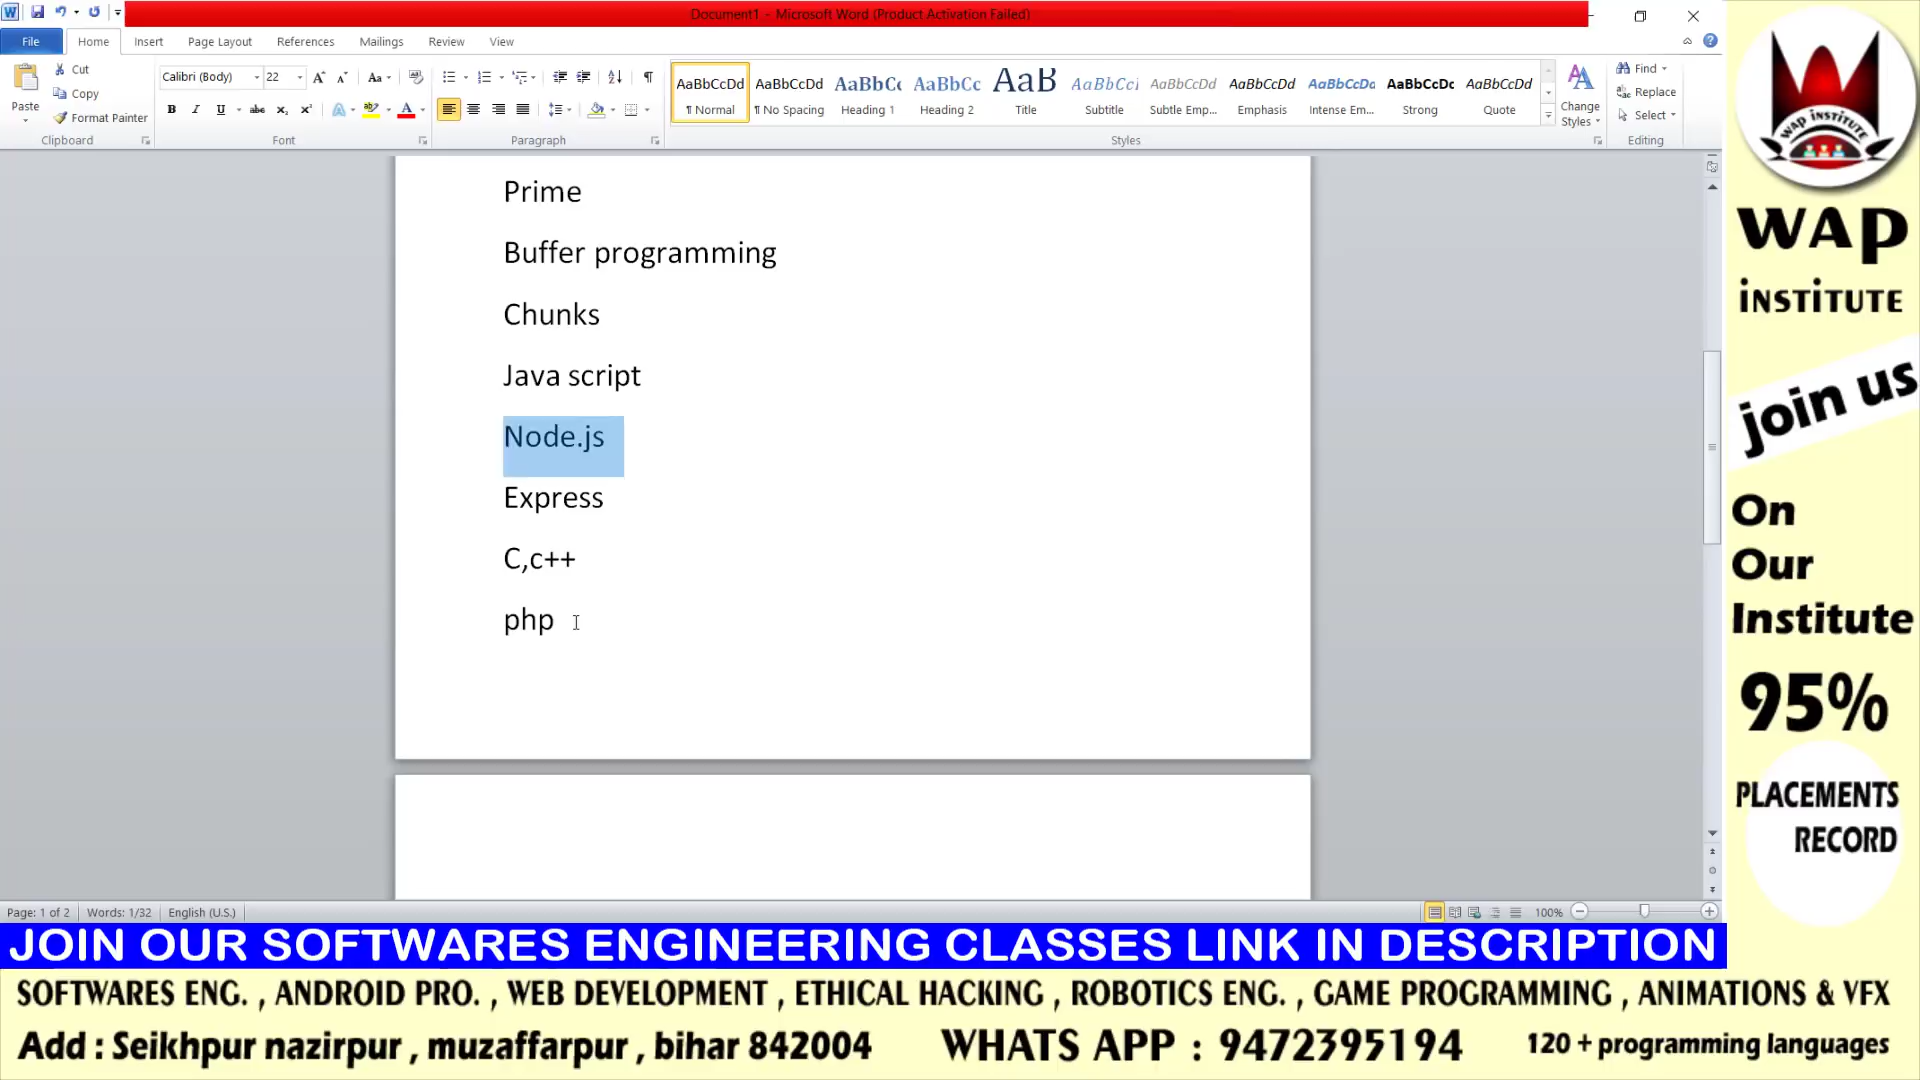 Document1 - Microsoft Word (Product Activation Failed)
File Home Insert Page Layout References Mailings Review View
Calibri (Body) 22
Cut
Copy
Format Painter
Paste
Clipboard
Font
Paragraph
AaBbCcDd AaBbCcDd AaBbCc AaBbCc AaB AaBbCcI AaBbCcDd AaBbCcDd AaBbCcDc AaBbCcDc AaBbCcDd
¶ Normal ¶ No Spacing Heading 1 Heading 2 Title Subtitle Subtle Emp... Emphasis Intense Em... Strong Quote
Change
Styles
Styles
Find
Replace
Select
Editing
Prime
Buffer programming
Chunks
Java script
Node.js
Express
C,c++
php
Page: 1 of 2 Words: 1/32 English (U.S.) 100%
WAP INSTITUTE
WAP
INSTITUTE
join us
On
Our
Institute
95%
PLACEMENTS
RECORD
JOIN OUR SOFTWARES ENGINEERING CLASSES LINK IN DESCRIPTION
SOFTWARES ENG. , ANDROID PRO. , WEB DEVELOPMENT , ETHICAL HACKING , ROBOTICS ENG. , GAME PROGRAMMING , ANIMATIONS & VFX
Add : Seikhpur nazirpur , muzaffarpur , bihar 842004 WHATS APP : 9472395194 120 + programming languages